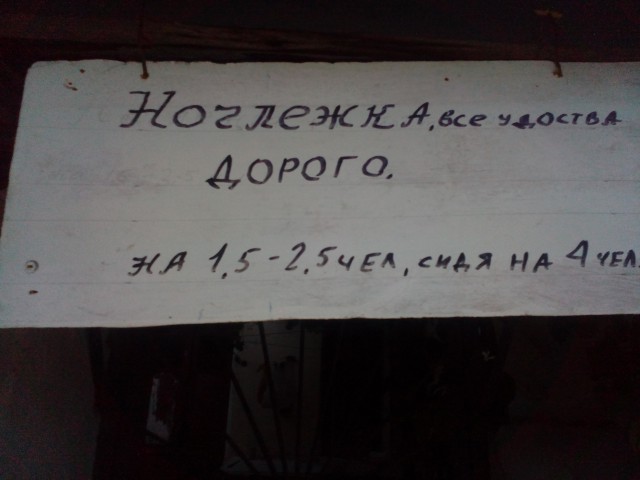 Ночлежка, все удоства
ДОРОГО.
НА 1,5-2,5 чел, сидя на 4 чел.